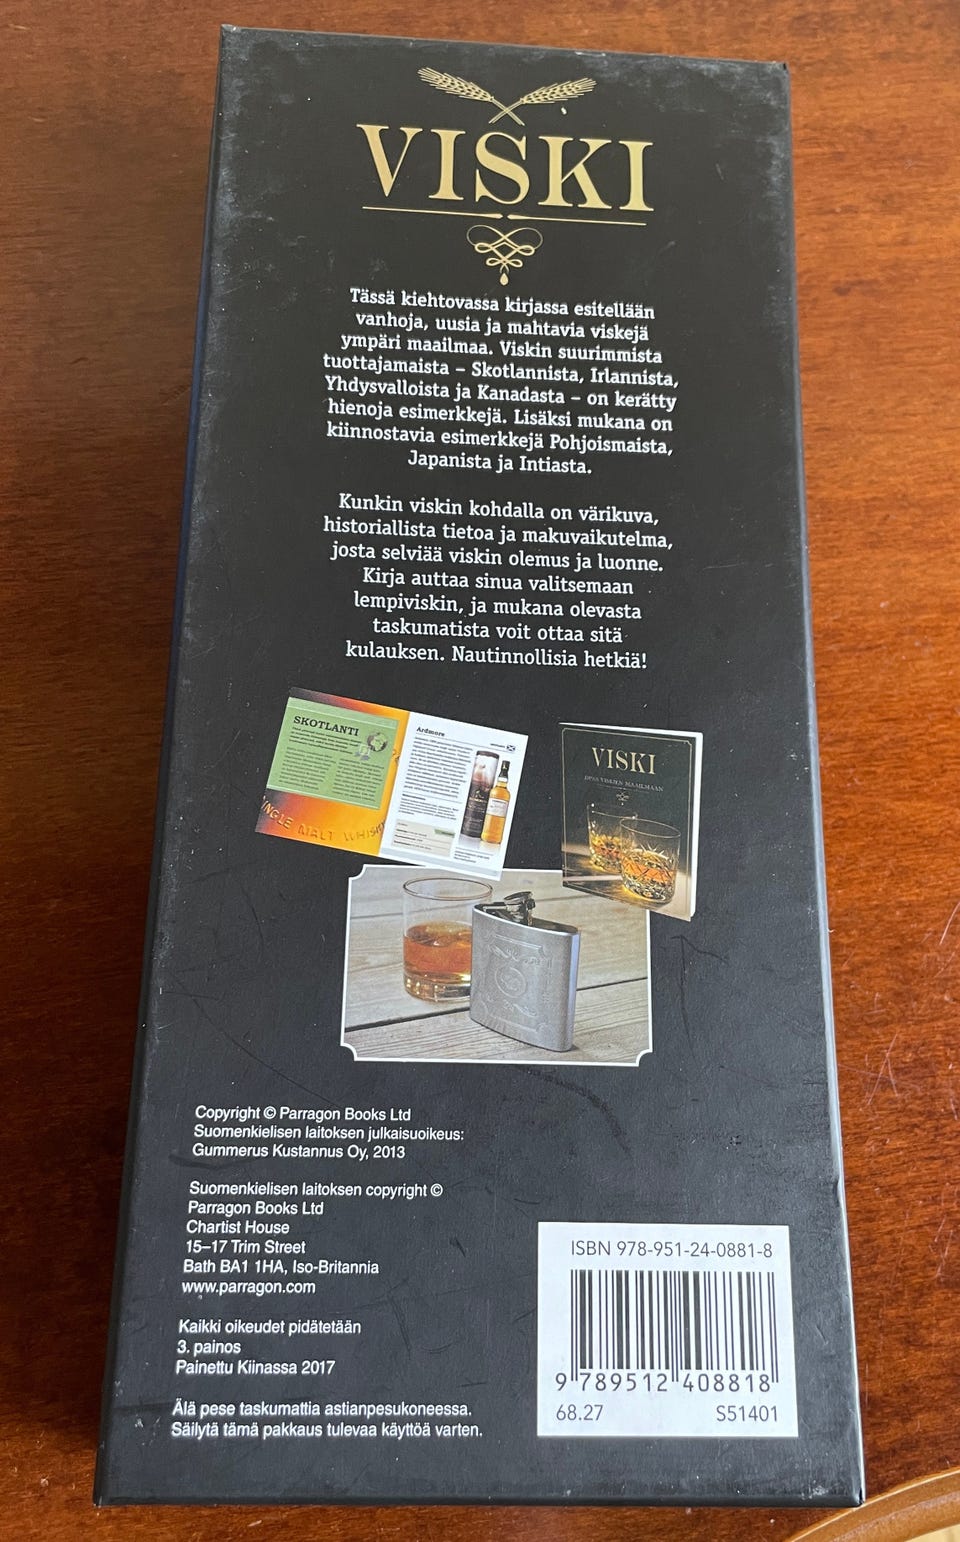 VISKI
Tässä kiehtovassa kirjassa esitellään
vanhoja, uusia ja mahtavia viskejä
ympäri maailmaa. Viskin suurimmista
tuottajamaista – Skotlannista, Irlannista,
Yhdysvalloista ja Kanadasta – on kerätty
hienoja esimerkkejä. Lisäksi mukana on
kiinnostavia esimerkkejä Pohjoismaista,
Japanista ja Intiasta.
Kunkin viskin kohdalla on värikuva,
historiallista tietoa ja makuvaikutelma,
josta selviää viskin olemus ja luonne.
Kirja auttaa sinua valitsemaan
lempiviskin, ja mukana olevasta
taskumatista voit ottaa sitä
kulauksen. Nautinnollisia hetkiä!
SKOTLANTI
Ardmore
INGLE MALT WHISK
VISKI
OPAS VISKIEN MAAILMAAN
Copyright © Parragon Books Ltd
Suomenkielisen laitoksen julkaisuoikeus:
Gummerus Kustannus Oy, 2013
Suomenkielisen laitoksen copyright ©
Parragon Books Ltd
Chartist House
15–17 Trim Street
Bath BA1 1HA, Iso-Britannia
www.parragon.com
Kaikki oikeudet pidätetään
3. painos
Painettu Kiinassa 2017
Älä pese taskumattia astianpesukoneessa.
Säilytä tämä pakkaus tulevaa käyttöä varten.
ISBN 978-951-24-0881-8
9 789512 408818
68.27 S51401